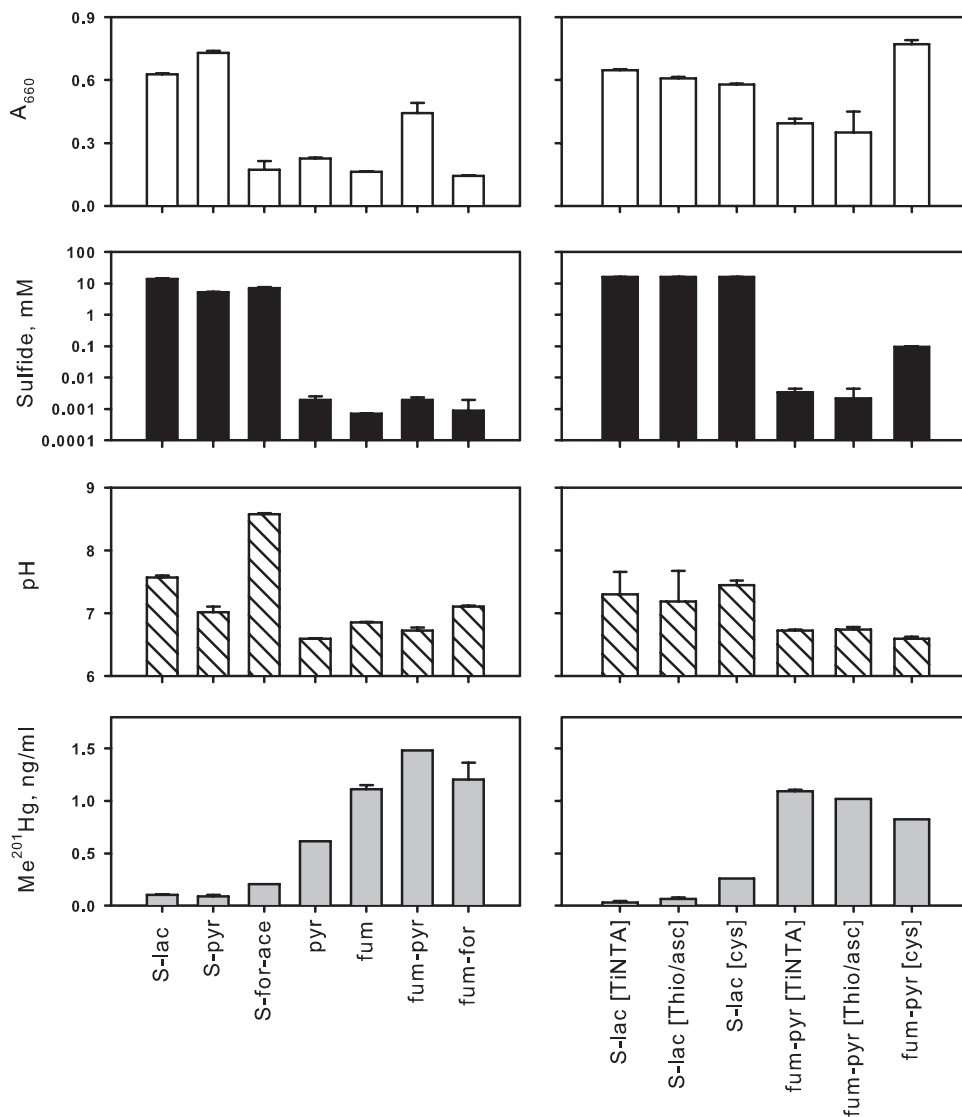 A660
0.9
0.6
0.3
0.0
Sulfide, mM
100
10
1
0.1
0.01
0.001
0.0001
pH
9
8
7
6
Me201Hg, ng/ml
1.5
1.0
0.5
0.0
S-lac
S-pyr
S-for-ace
pyr
fum
fum-pyr
fum-for
S-lac [TiNTA]
S-lac [Thio/asc]
S-lac [cys]
fum-pyr [TiNTA]
fum-pyr [Thio/asc]
fum-pyr [cys]